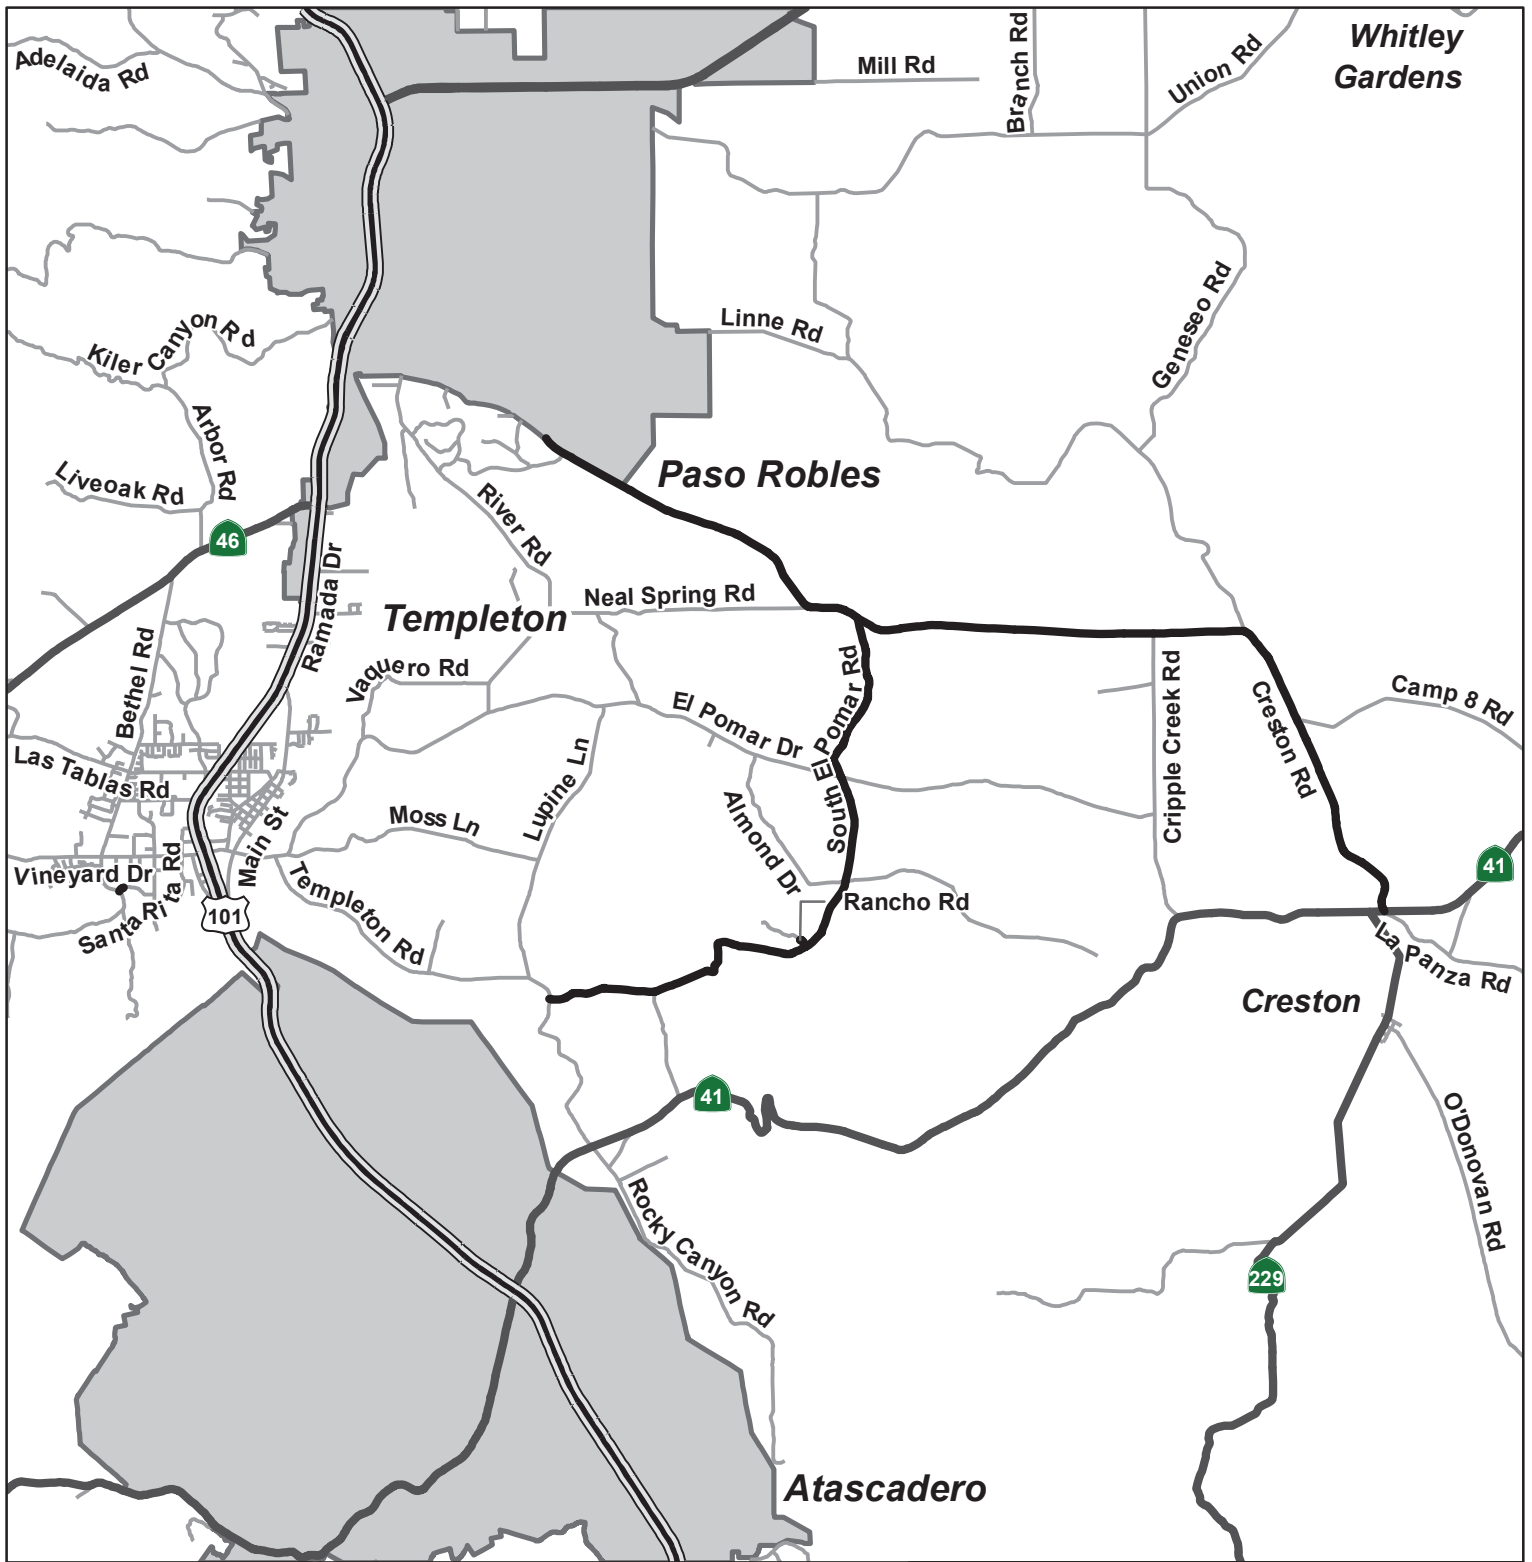 Whitley
Gardens
Adelaida Rd
Mill Rd
Branch Rd
Union Rd
Geneseo Rd
Linne Rd
Kiler Canyon Rd
Arbor Rd
Liveoak Rd
46
Paso Robles
River Rd
Ramada Dr
Neal Spring Rd
Templeton
Bethel Rd
Vaquero Rd
South El Pomar Rd
Cripple Creek Rd
Creston Rd
Camp 8 Rd
El Pomar Dr
Las Tablas Rd
Lupine Ln
Moss Ln
Almond Dr
Main St
41
Vineyard Dr
Santa Rita Rd
101
Templeton Rd
Rancho Rd
La Panza Rd
Creston
41
O'Donovan Rd
Rocky Canyon Rd
229
Atascadero